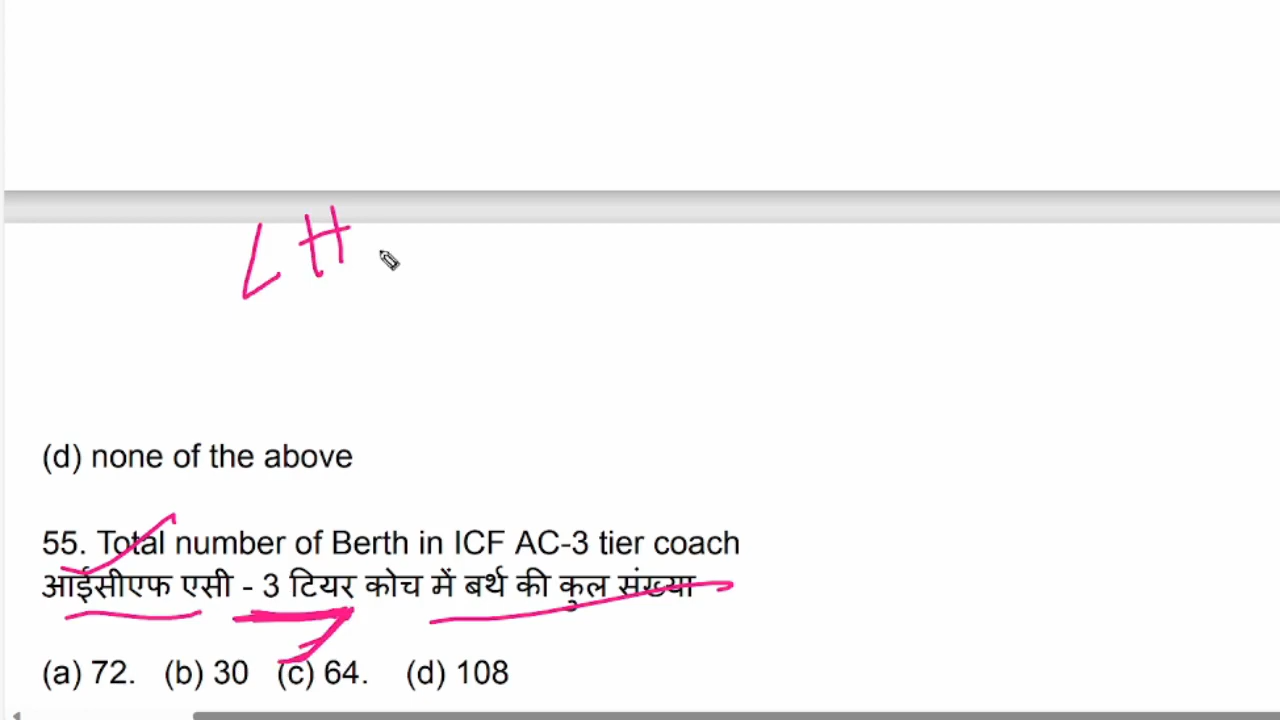 LH
(d) none of the above
55. Total number of Berth in ICF AC-3 tier coach
आईसीएफ एसी - 3 टियर कोच में बर्थ की कुल संख्या
(a) 72. (b) 30 (c) 64. (d) 108